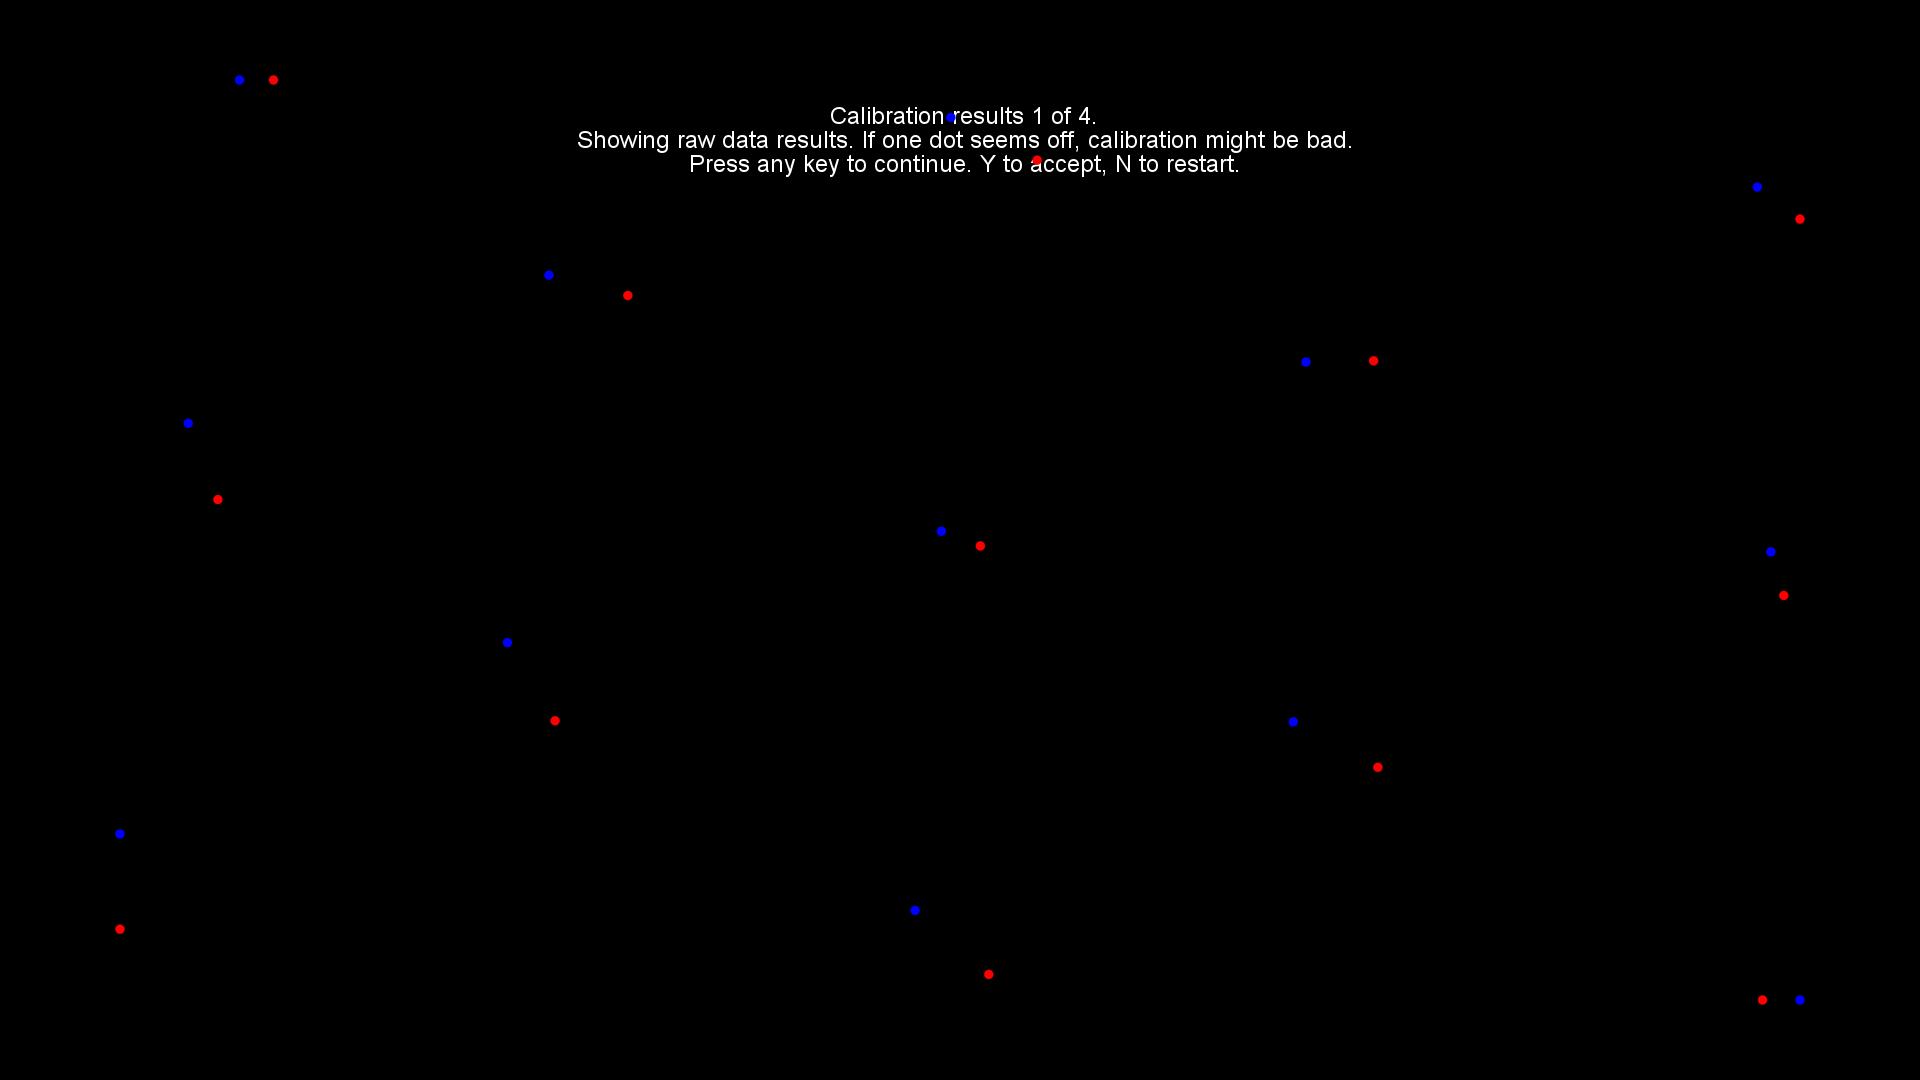 Calibration results 1 of 4.
Showing raw data results. If one dot seems off, calibration might be bad.
Press any key to continue. Y to accept, N to restart.